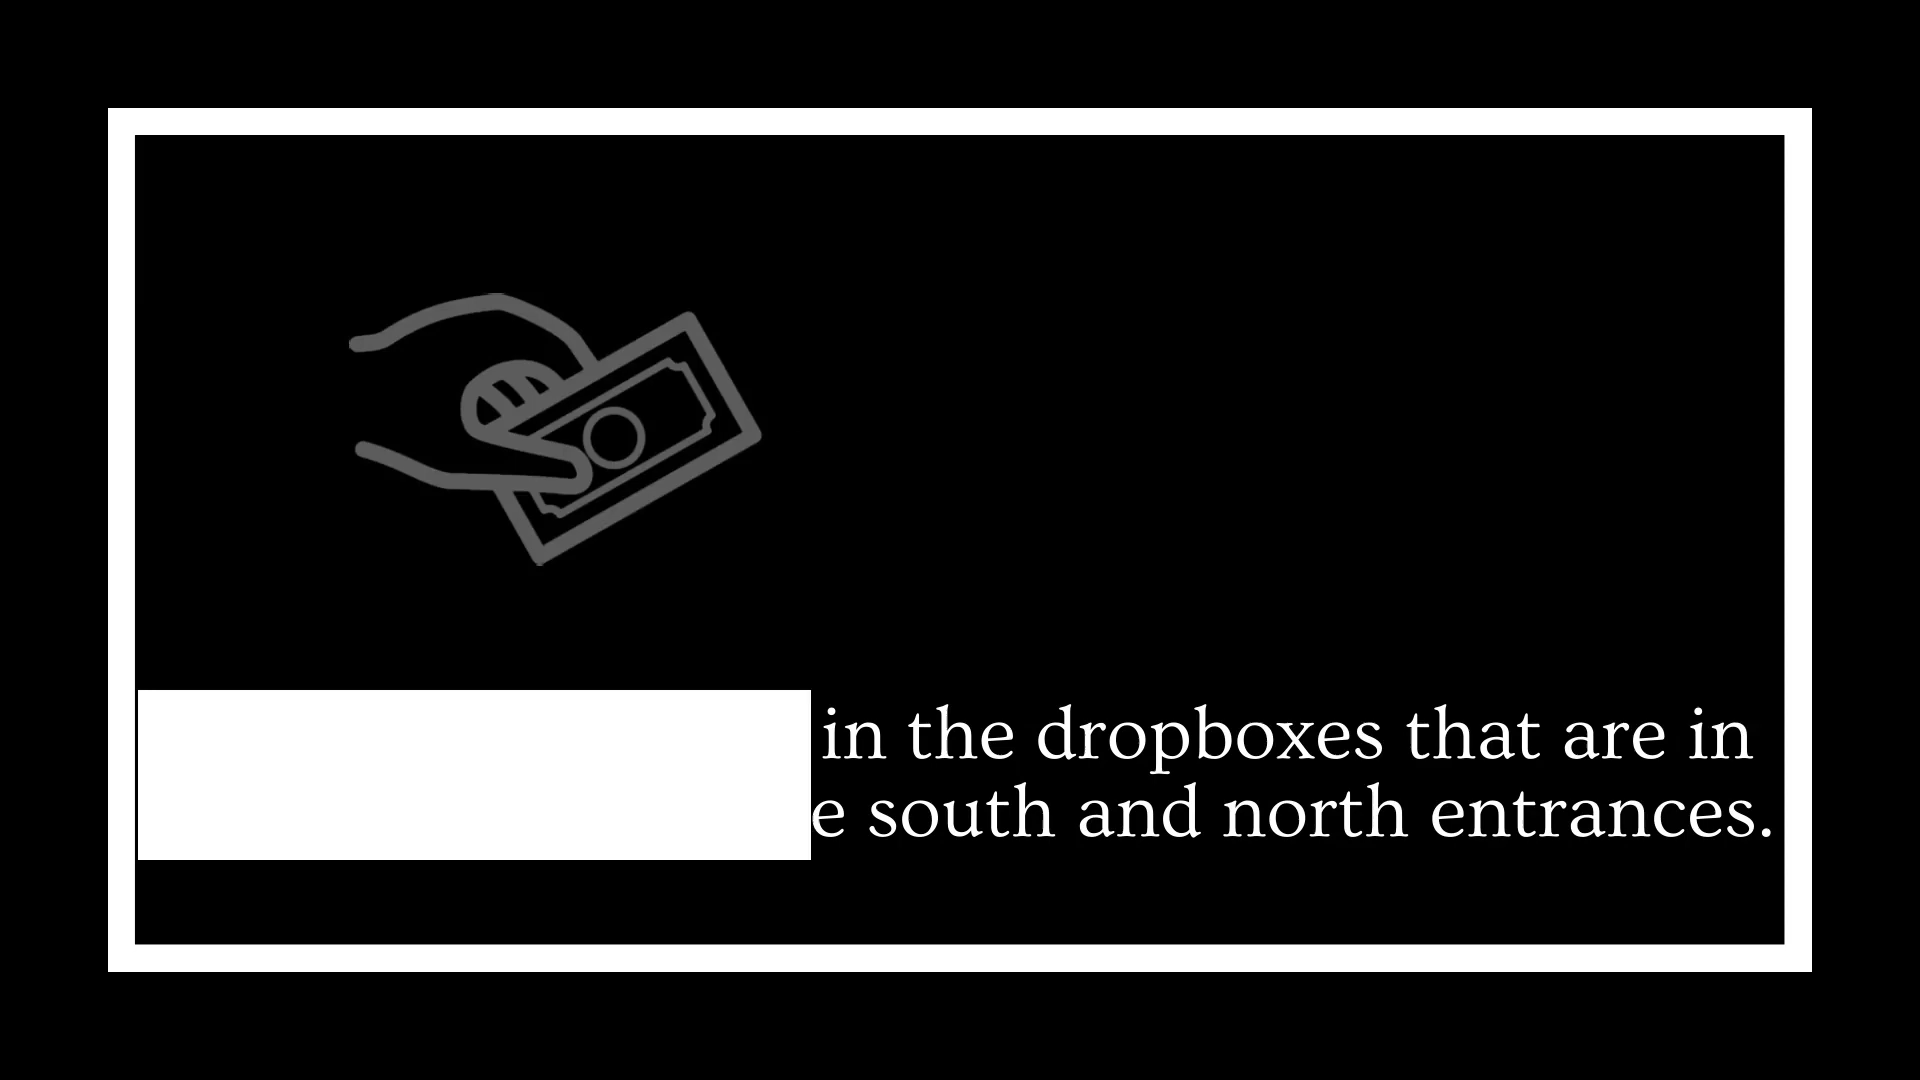 in the dropboxes that are in
south and north entrances.